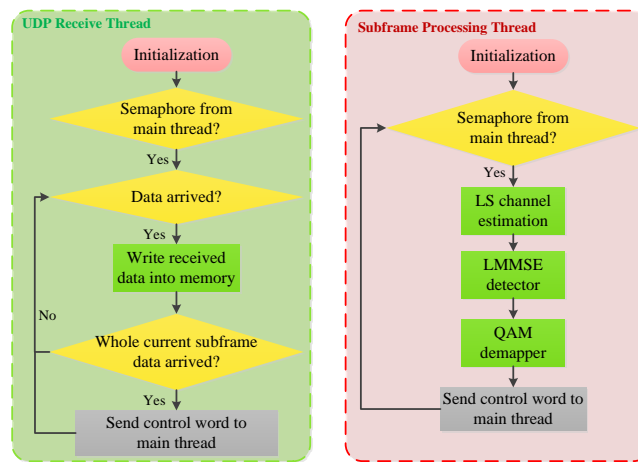 UDP Receive Thread
Initialization
Semaphore from
main thread?
Yes
Data arrived?
Yes
Write received
data into memory
No
Whole current subframe
data arrived?
Yes
Send control word to
main thread
Subframe Processing Thread
Initialization
Semaphore from
main thread?
Yes
LS channel
estimation
LMMSE
detector
QAM
demapper
Send control word to
main thread